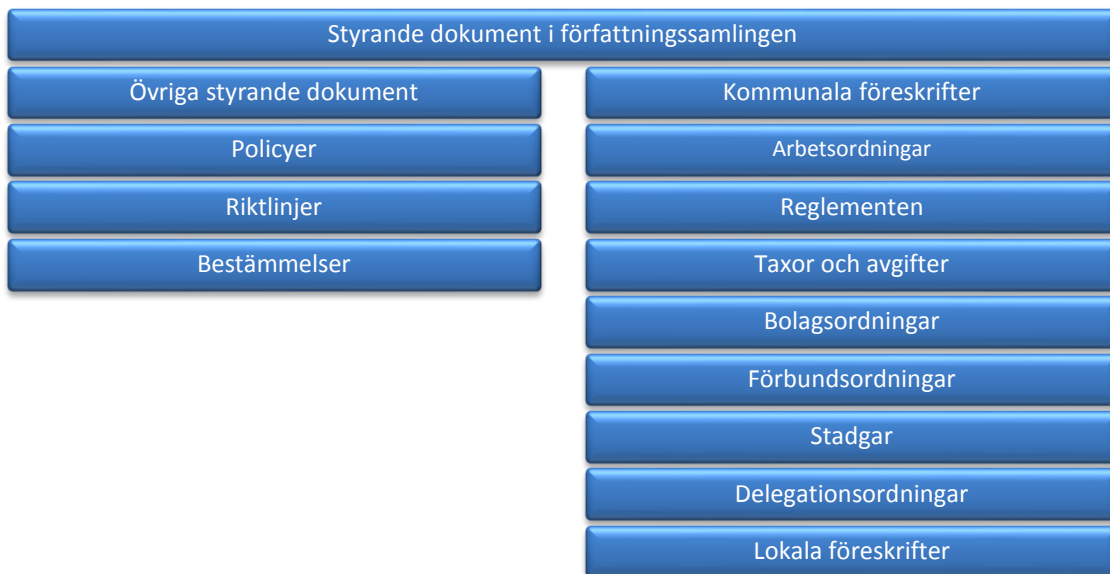 Styrande dokument i författningssamlingen
Övriga styrande dokument
Policyer
Riktlinjer
Bestämmelser
Kommunala föreskrifter
Arbetsordningar
Reglementen
Taxor och avgifter
Bolagsordningar
Förbundsordningar
Stadgar
Delegationsordningar
Lokala föreskrifter